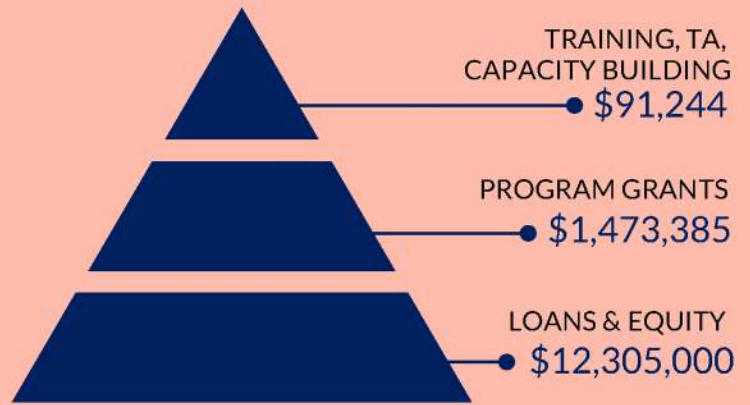 TRAINING, TA,
CAPACITY BUILDING
$91,244
PROGRAM GRANTS
$1,473,385
LOANS & EQUITY
$12,305,000